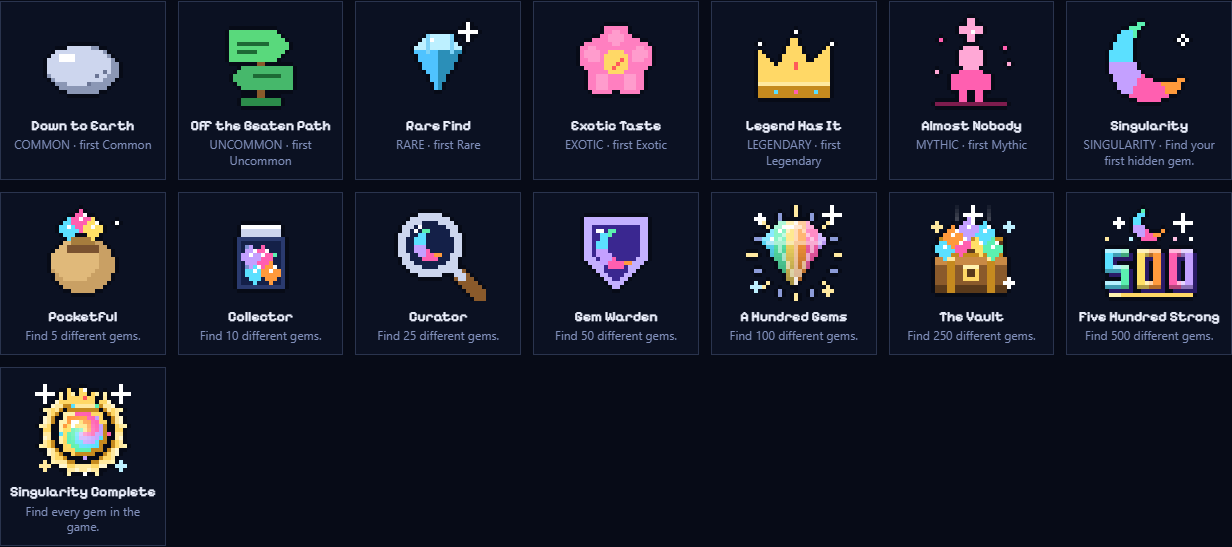 Down to Earth
COMMON · first Common
Off the Beaten Path
UNCOMMON · first
Uncommon
Rare Find
RARE · first Rare
Exotic Taste
EXOTIC · first Exotic
Legend Has It
LEGENDARY · first
Legendary
Almost Nobody
MYTHIC · first Mythic
Singularity
SINGULARITY · Find your
first hidden gem.
Pocketful
Find 5 different gems.
Collector
Find 10 different gems.
Curator
Find 25 different gems.
Gem Warden
Find 50 different gems.
A Hundred Gems
Find 100 different gems.
The Vault
Find 250 different gems.
500
Five Hundred Strong
Find 500 different gems.
Singularity Complete
Find every gem in the
game.